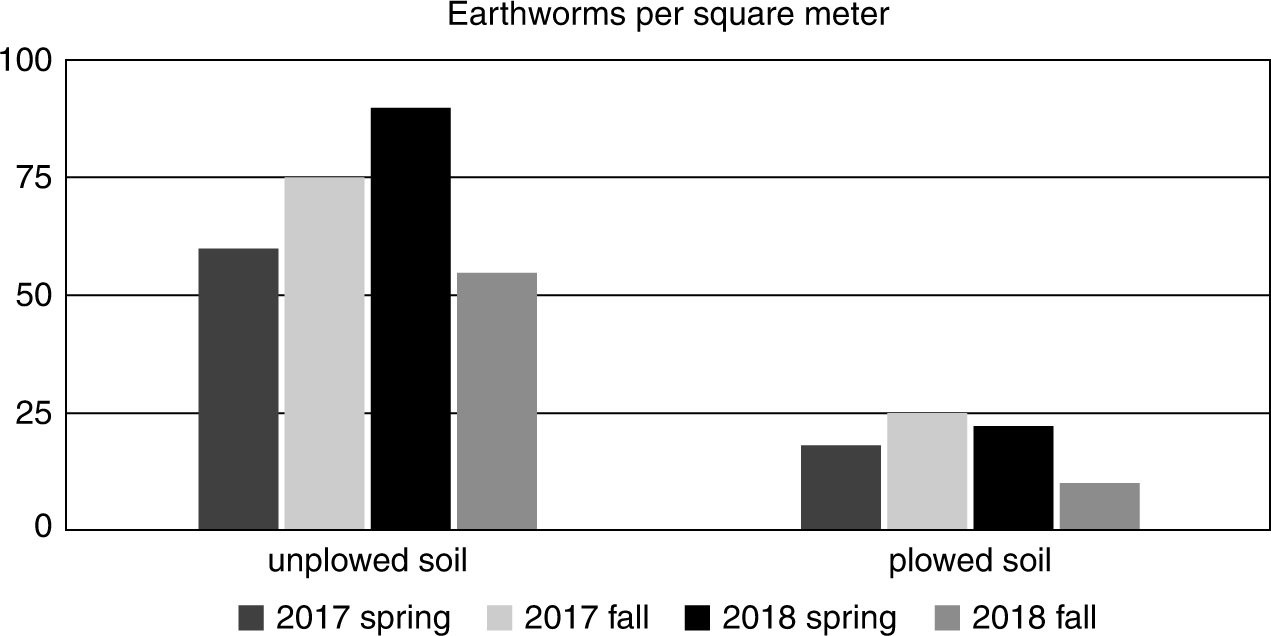 Earthworms per square meter
100
75
50
25
0
unplowed soil plowed soil
2017 spring 2017 fall 2018 spring 2018 fall